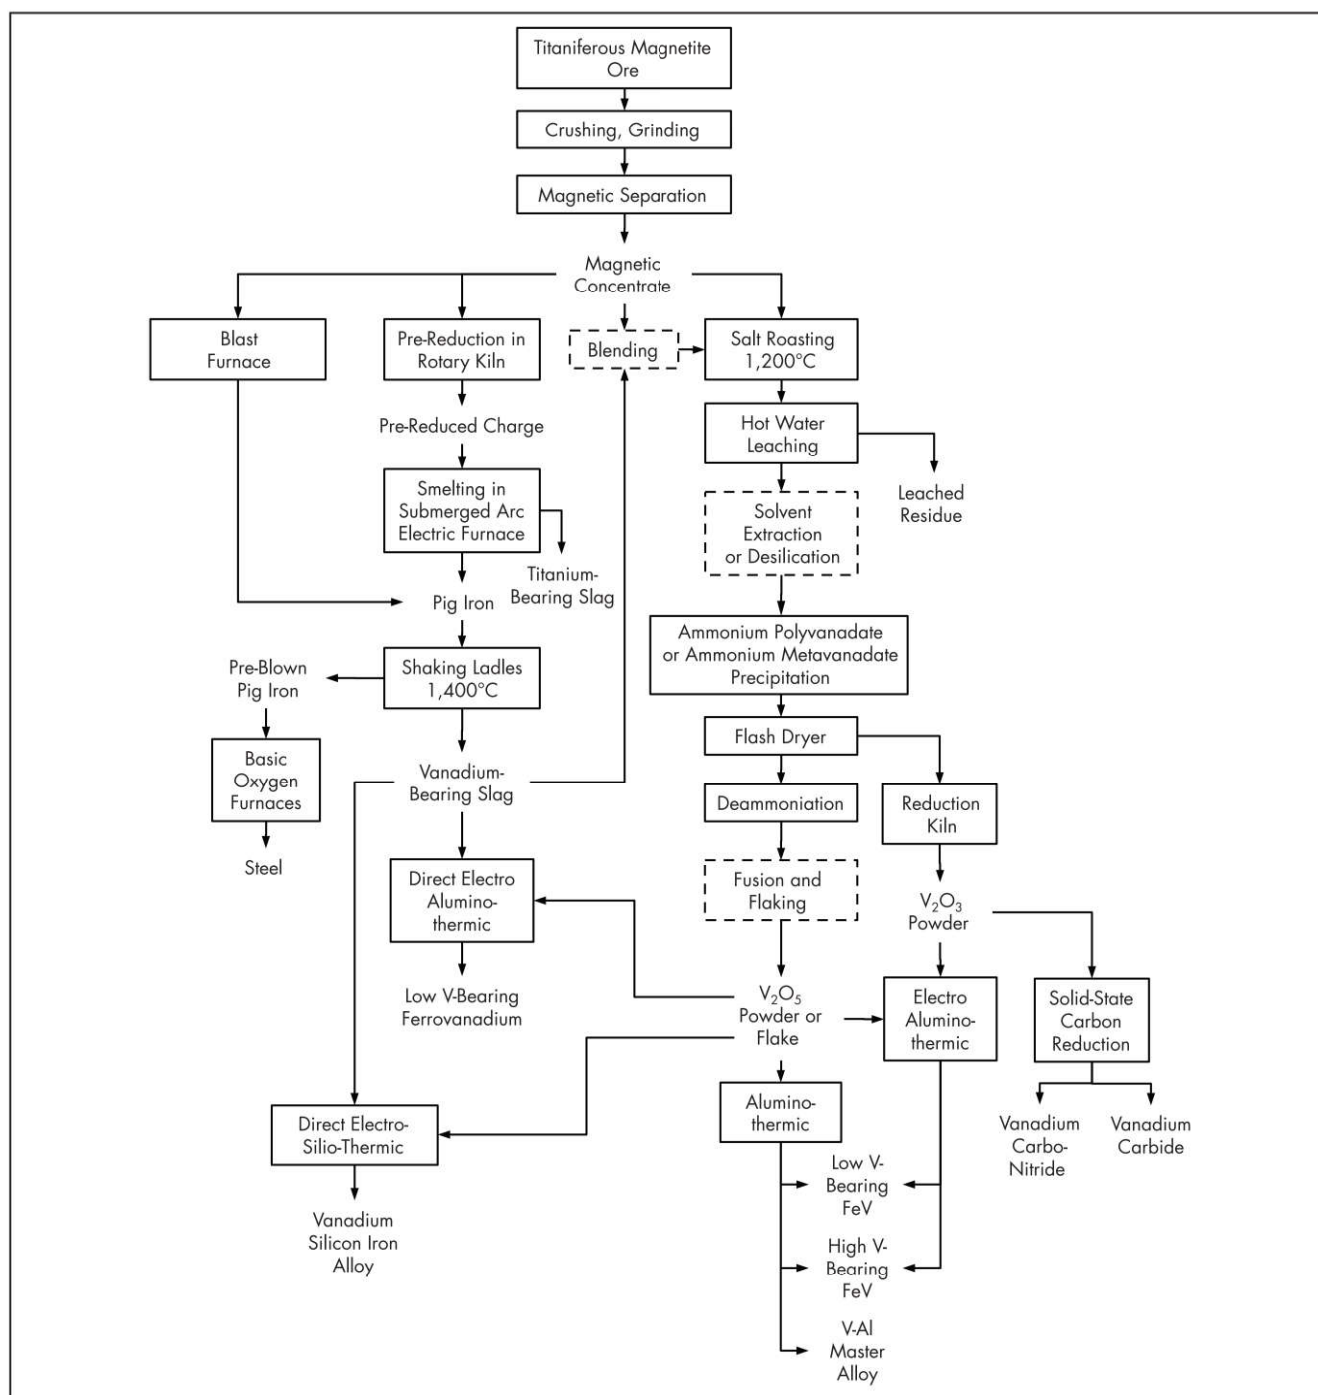 Titaniferous Magnetite
Ore
Crushing, Grinding
Magnetic Separation
Magnetic
Concentrate
Blast
Furnace
Pre-Reduction in
Rotary Kiln
Blending
Salt Roasting
1,200°C
Pre-Reduced Charge
Hot Water
Leaching
Smelting in
Submerged Arc
Electric Furnace
Leached
Residue
Solvent
Extraction
or Desilication
Titanium-
Bearing Slag
Pig Iron
Ammonium Polyvanadate
or Ammonium Metavanadate
Precipitation
Pre-Blown
Pig Iron
Shaking Ladles
1,400°C
Flash Dryer
Basic
Oxygen
Furnaces
Vanadium-
Bearing Slag
Deammoniation
Reduction
Kiln
Steel
Direct Electro
Alumino-
thermic
Fusion and
Flaking
V₂O₃
Powder
Low V-Bearing
Ferrovanadium
V₂O₅
Powder or
Flake
Electro
Alumino-
thermic
Solid-State
Carbon
Reduction
Direct Electro-
Silio-Thermic
Alumino-
thermic
Vanadium
Carbo-
Nitride
Vanadium
Carbide
Low V-
Bearing
FeV
Vanadium
Silicon Iron
Alloy
High V-
Bearing
FeV
V-Al
Master
Alloy